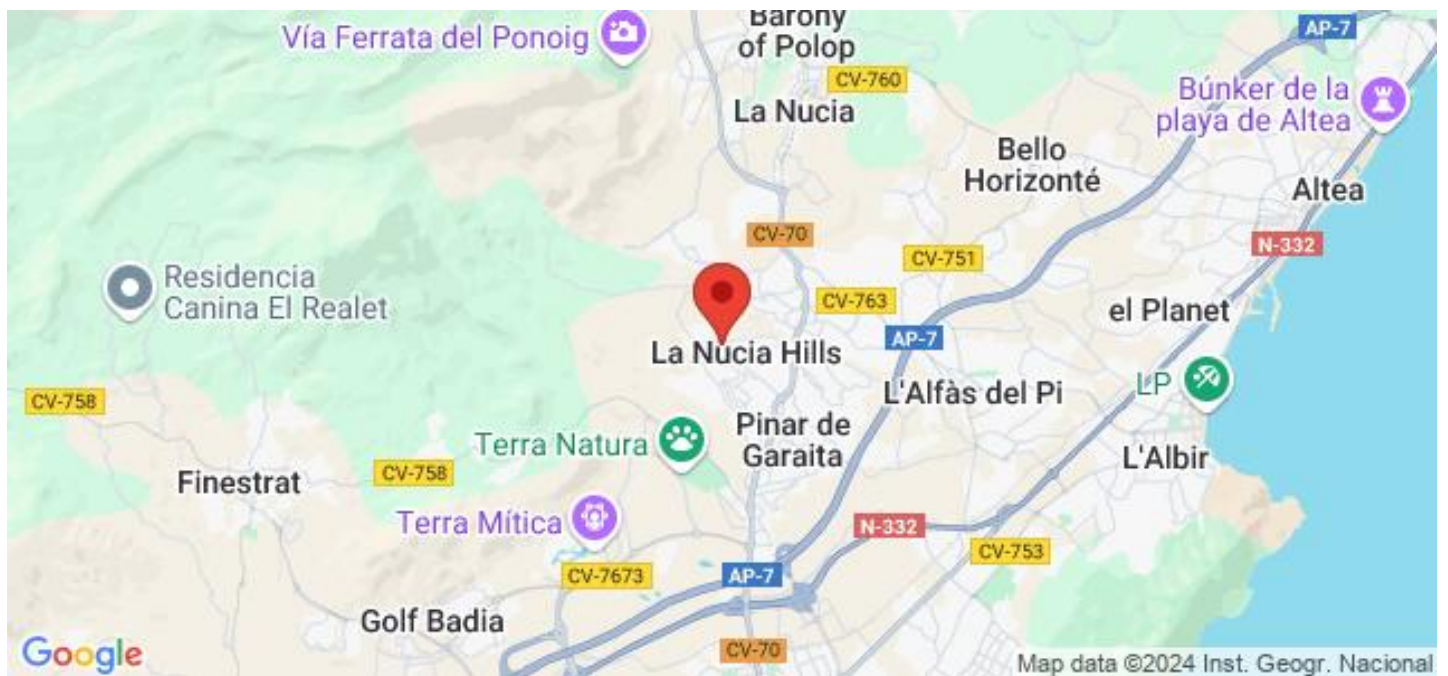 Barony
of Polop
AP-7
Vía Ferrata del Ponoig
CV-760
Búnker de la
playa de Altea
La Nucia
Bello
Horizonté
Altea
CV-70
N-332
CV-751
Residencia
Canina El Realet
CV-763
el Planet
AP-7
La Nucia Hills
LP
L'Alfàs del Pi
CV-758
Pinar de
Garaita
Terra Natura
L'Albir
CV-758
Finestrat
Terra Mítica
N-332
CV-753
CV-7673
AP-7
Golf Badia
CV-70
Google
Map data ©2024 Inst. Geogr. Nacional